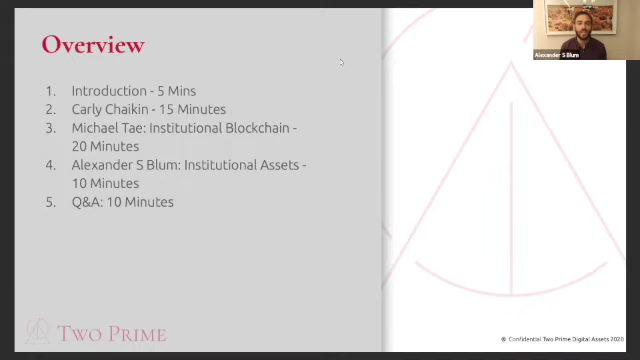 Overview
1. Introduction - 5 Mins
2. Carly Chaikin - 15 Minutes
3. Michael Tae: Institutional Blockchain -
20 Minutes
4. Alexander S Blum: Institutional Assets -
10 Minutes
5. Q&A: 10 Minutes
TWO PRIME
® Confidential Two Prime Digital Assets 2020
Alexander S Blum